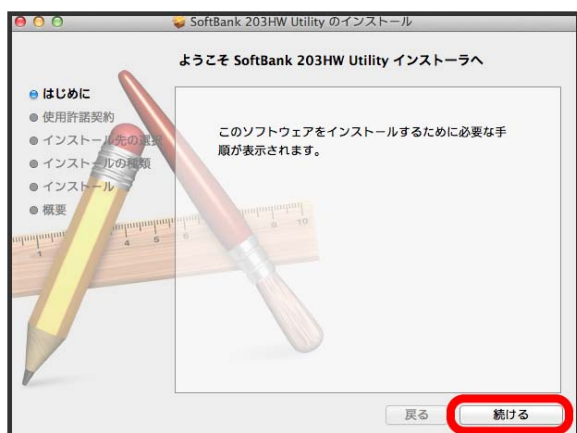 SoftBank 203HW Utility のインストール
ようこそ SoftBank 203HW Utility インストーラへ
はじめに
使用許諾契約
インストール先の選択
インストールの種類
インストール
概要
このソフトウェアをインストールするために必要な手
順が表示されます。
1
4
5
9
10
戻る
続ける